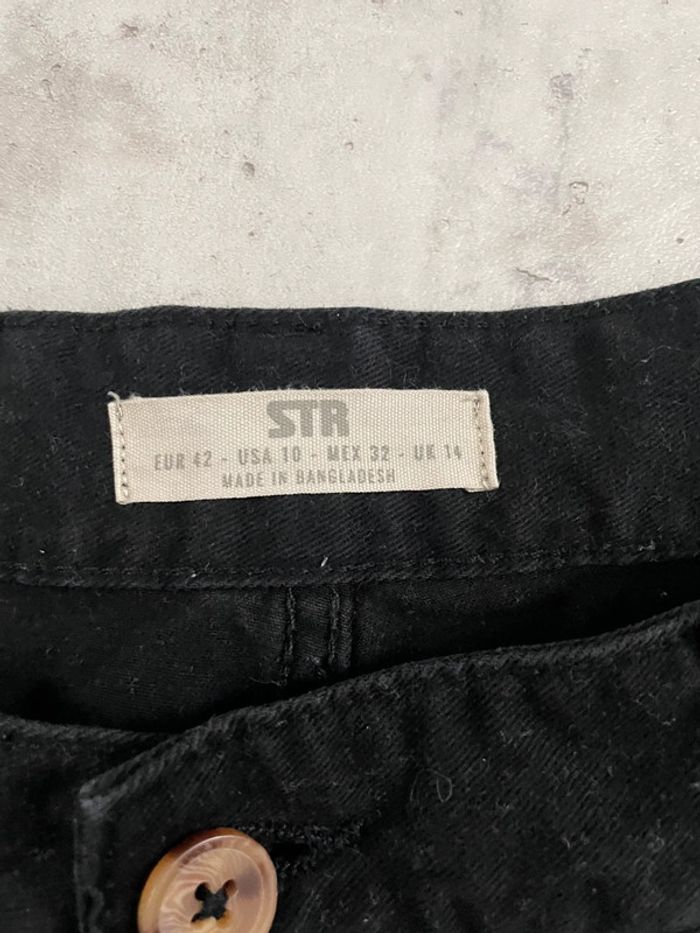 STR
EUR 42 - USA 10 - MEX 32 - UK 14
MADE IN BANGLADESH